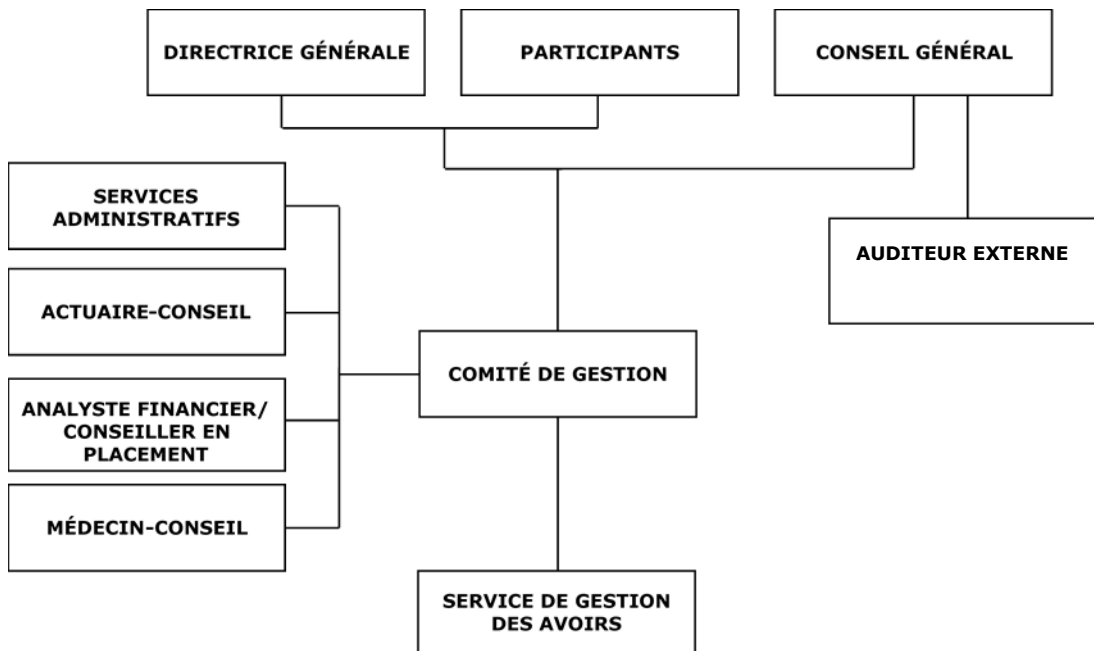 DIRECTRICE GÉNÉRALE
PARTICIPANTS
CONSEIL GÉNÉRAL
SERVICES
ADMINISTRATIFS
AUDITEUR EXTERNE
ACTUAIRE-CONSEIL
COMITÉ DE GESTION
ANALYSTE FINANCIER/
CONSEILLER EN
PLACEMENT
MÉDECIN-CONSEIL
SERVICE DE GESTION
DES AVOIRS